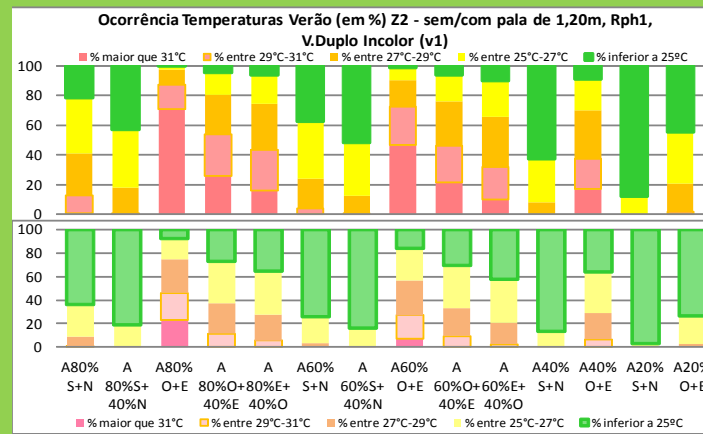 Ocorrência Temperaturas Verão (em %) Z2 - sem/com pala de 1,20m, Rph1,
V.Duplo Incolor (v1)
% maior que 31°C % entre 29°C-31°C % entre 27°C-29°C % entre 25°C-27°C % inferior a 25ºC
100
80
60
40
20
0
100
80
60
40
20
0
A80% S+N
A 80%S+ 40%N
A80% O+E
A 80%O+ 40%E
A 80%E+ 40%O
A60% S+N
A 60%S+ 40%N
A60% O+E
A 60%O+ 40%E
A 60%E+ 40%O
A40% S+N
A40% O+E
A20% S+N
A20% O+E
% maior que 31°C % entre 29°C-31°C % entre 27°C-29°C % entre 25°C-27°C % inferior a 25ºC